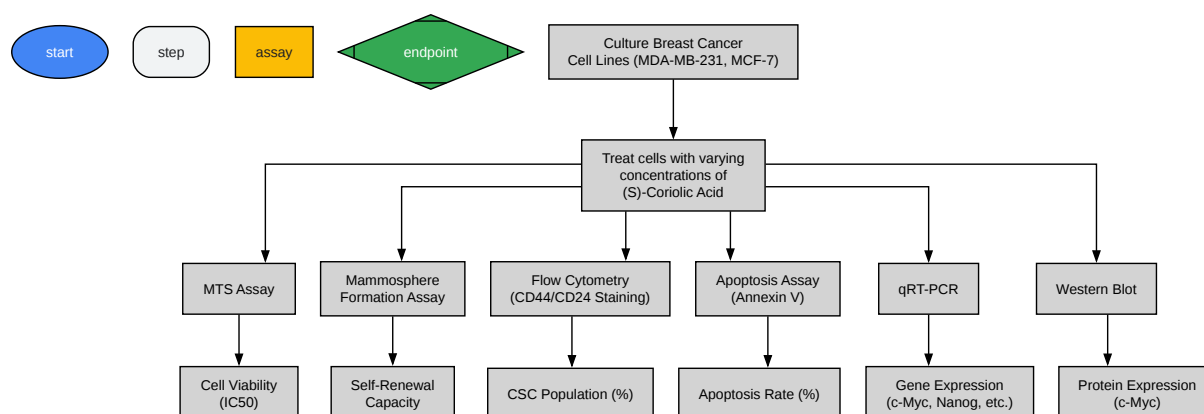 start
step
assay
endpoint
Culture Breast Cancer
Cell Lines (MDA-MB-231, MCF-7)
Treat cells with varying
concentrations of
(S)-Coriolic Acid
MTS Assay
Mammosphere
Formation Assay
Flow Cytometry
(CD44/CD24 Staining)
Apoptosis Assay
(Annexin V)
qRT-PCR
Western Blot
Cell Viability
(IC50)
Self-Renewal
Capacity
CSC Population (%)
Apoptosis Rate (%)
Gene Expression
(c-Myc, Nanog, etc.)
Protein Expression
(c-Myc)